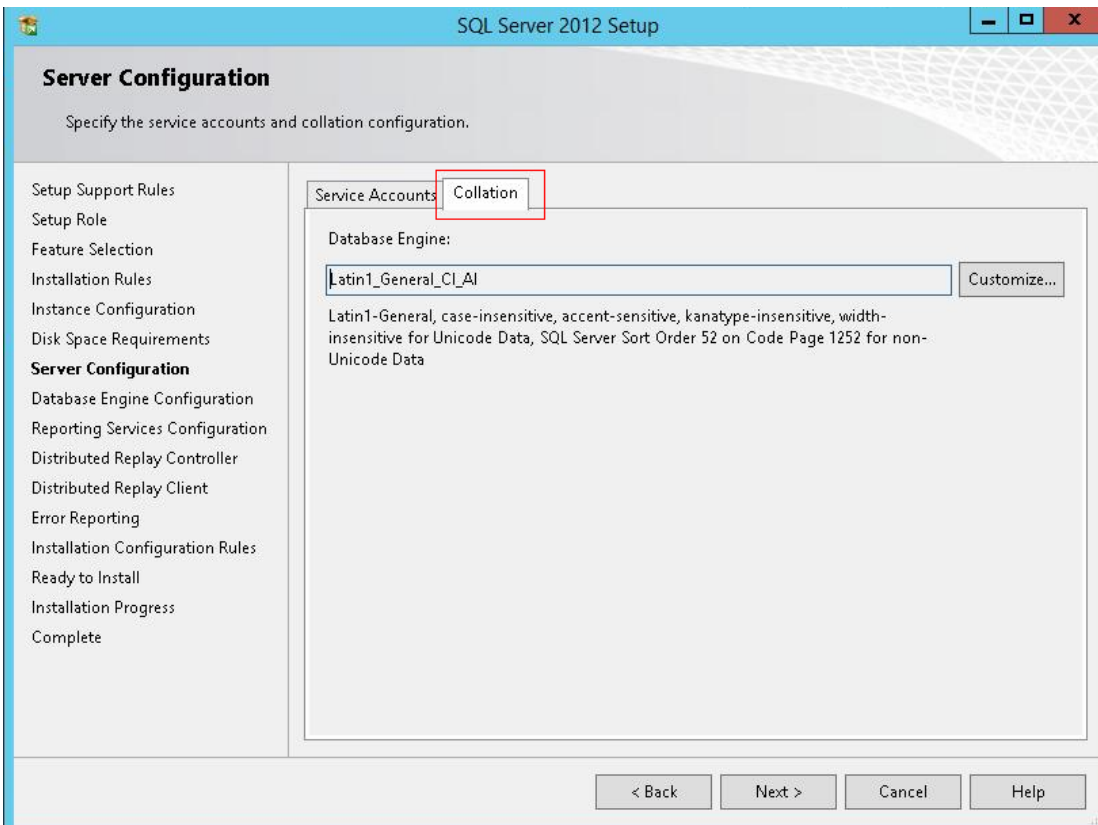 SQL Server 2012 Setup
Server Configuration
Specify the service accounts and collation configuration.
Setup Support Rules
Setup Role
Feature Selection
Installation Rules
Instance Configuration
Disk Space Requirements
Server Configuration
Database Engine Configuration
Reporting Services Configuration
Distributed Replay Controller
Distributed Replay Client
Error Reporting
Installation Configuration Rules
Ready to Install
Installation Progress
Complete
Service Accounts Collation
Database Engine:
Latin1_General_CI_AI Customize...
Latin1-General, case-insensitive, accent-sensitive, kanatype-insensitive, width-
insensitive for Unicode Data, SQL Server Sort Order 52 on Code Page 1252 for non-
Unicode Data
< Back Next > Cancel Help